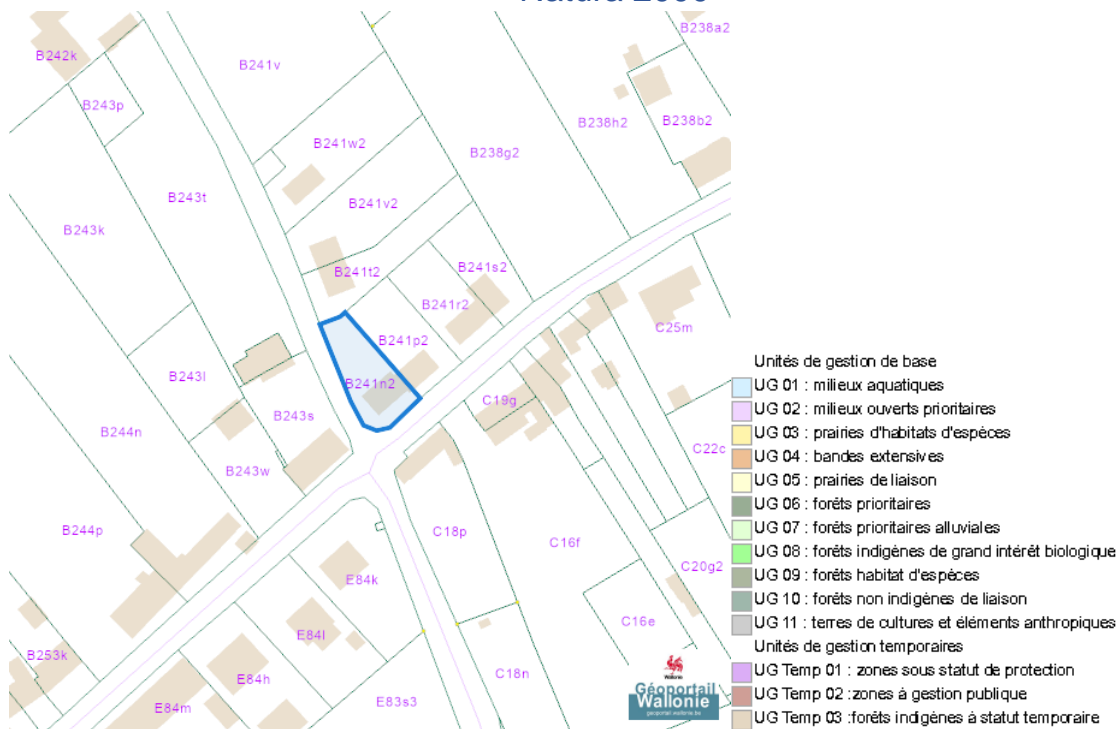 Natura 2000
B242k
B241v
B238a2
B243p
B238h2
B238b2
B241w2
B238g2
B243t
B241v2
B243k
B241t2
B241s2
B241r2
C25m
B241p2
B243l
B241n2
C19g
B243s
B244n
C22c
B243w
B244p
C18p
C16f
C20g2
E84k
E84l
C16e
B253k
E84h
C18n
E83s3
E84m
Wallonie
Géoportail
Wallonie
geoportail.wallonie.be
Unités de gestion de base
UG 01 : milieux aquatiques
UG 02 : milieux ouverts prioritaires
UG 03 : prairies d'habitats d'espèces
UG 04 : bandes extensives
UG 05 : prairies de liaison
UG 06 : forêts prioritaires
UG 07 : forêts prioritaires alluviales
UG 08 : forêts indigènes de grand intérêt biologique
UG 09 : forêts habitat d'espèces
UG 10 : forêts non indigènes de liaison
UG 11 : terres de cultures et éléments anthropiques
Unités de gestion temporaires
UG Temp 01 : zones sous statut de protection
UG Temp 02 :zones à gestion publique
UG Temp 03 :forêts indigènes à statut temporaire